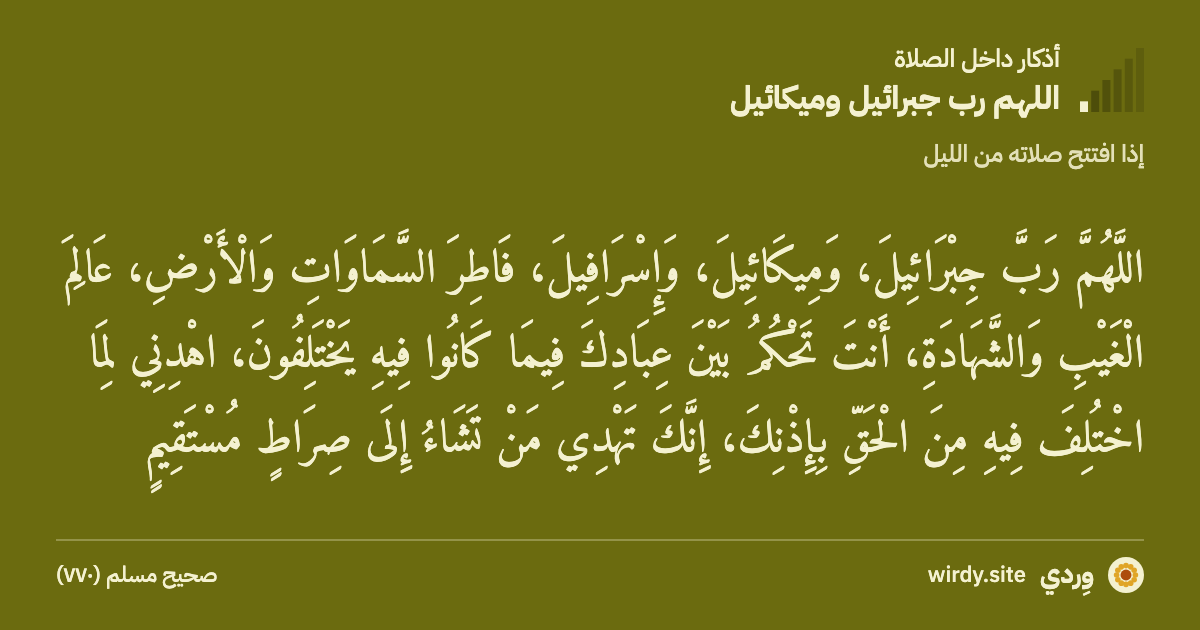 أذكار داخل الصلاة
اللهم رب جبرائيل وميكائيل
إذا افتتح صلاته من الليل
اللَّهُمَّ رَبَّ جِبْرَائِيلَ، وَمِيكَائِيلَ، وَإِسْرَافِيلَ، فَاطِرَ السَّمَاوَاتِ وَالْأَرْضِ، عَالِمَ
الْغَيْبِ وَالشَّهَادَةِ، أَنْتَ تَحْكُمُ بَيْنَ عِبَادِكَ فِيمَا كَانُوا فِيهِ يَخْتَلِفُونَ، اهْدِنِي لِمَا
اخْتُلِفَ فِيهِ مِنَ الْحَقِّ بِإِذْنِكَ، إِنَّكَ تَهْدِي مَنْ تَشَاءُ إِلَى صِرَاطٍ مُسْتَقِيمٍ
وِردي wirdy.site
صحيح مسلم (٧٧٠)